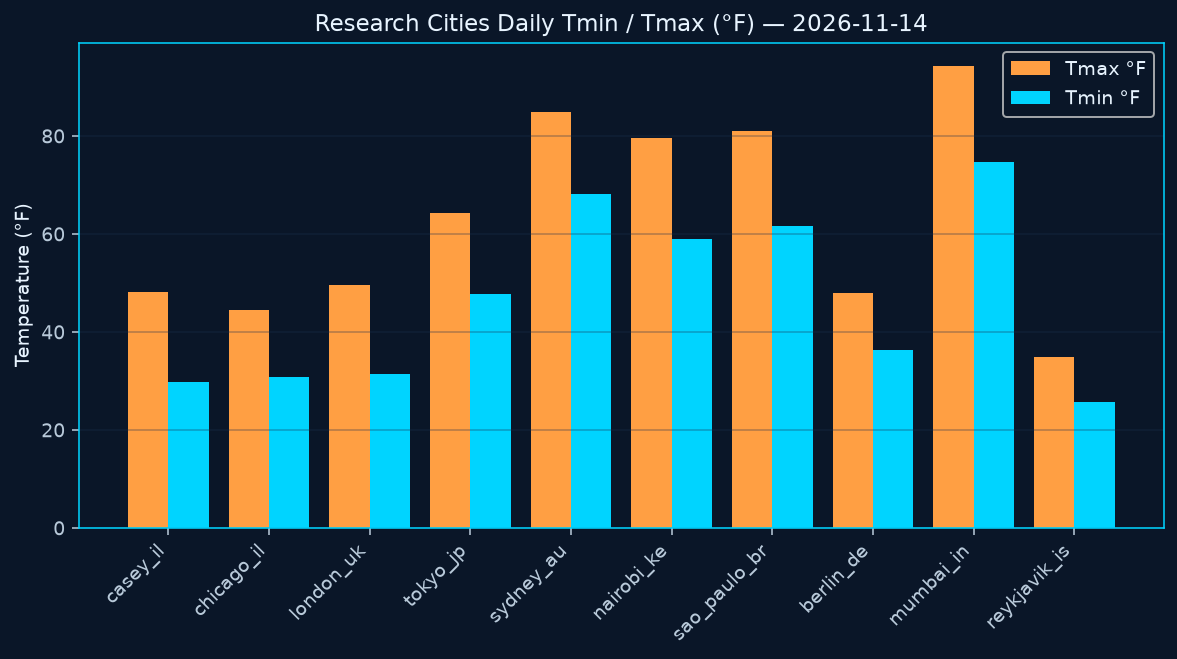 Research Cities Daily Tmin / Tmax (°F) — 2026-11-14
Tmax °F
Tmin °F
Temperature (°F)
80
60
40
20
0
casey_il
chicago_il
london_uk
tokyo_jp
sydney_au
nairobi_ke
sao_paulo_br
berlin_de
mumbai_in
reykjavik_is